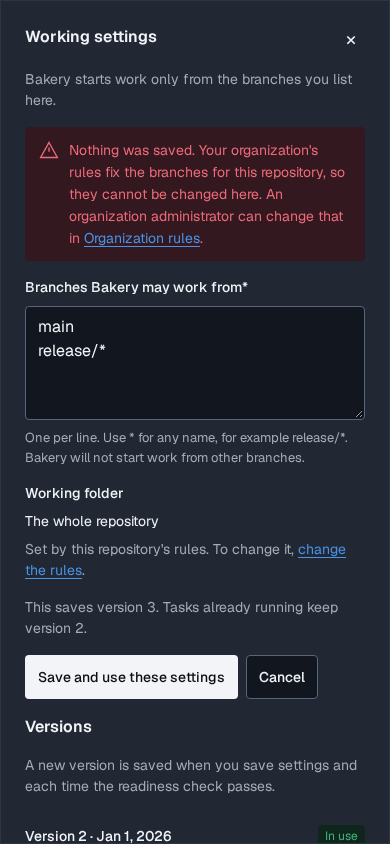 Working settings
Bakery starts work only from the branches you list
here.
Nothing was saved. Your organization's
rules fix the branches for this repository, so
they cannot be changed here. An
organization administrator can change that
in Organization rules.
Branches Bakery may work from*
main
release/*
One per line. Use * for any name, for example release/*.
Bakery will not start work from other branches.
Working folder
The whole repository
Set by this repository's rules. To change it, change
the rules.
This saves version 3. Tasks already running keep
version 2.
Save and use these settings
Cancel
Versions
A new version is saved when you save settings and
each time the readiness check passes.
Version 2 · Jan 1, 2026
In use